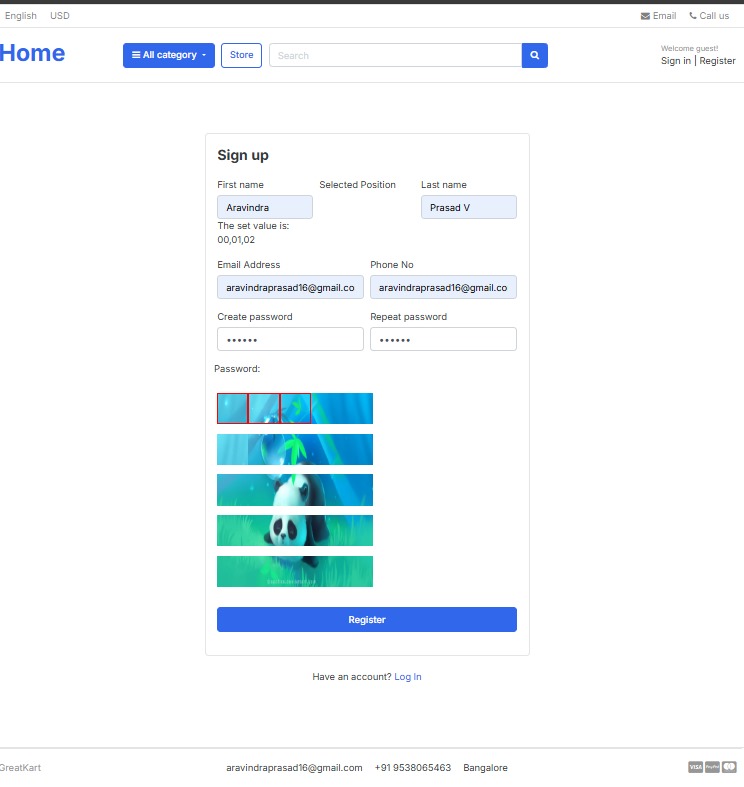 English USD Email Call us
Home All category Store Search Welcome guest!
Sign in | Register
Sign up
First name Selected Position Last name
Aravindra Prasad V
The set value is:
00,01,02
Email Address Phone No
aravindraprasad16@gmail.co aravindraprasad16@gmail.co
Create password Repeat password
•••••• ••••••
Password:
Register
Have an account? Log In
GreatKart aravindraprasad16@gmail.com +91 9538065463 Bangalore VISA PayPal